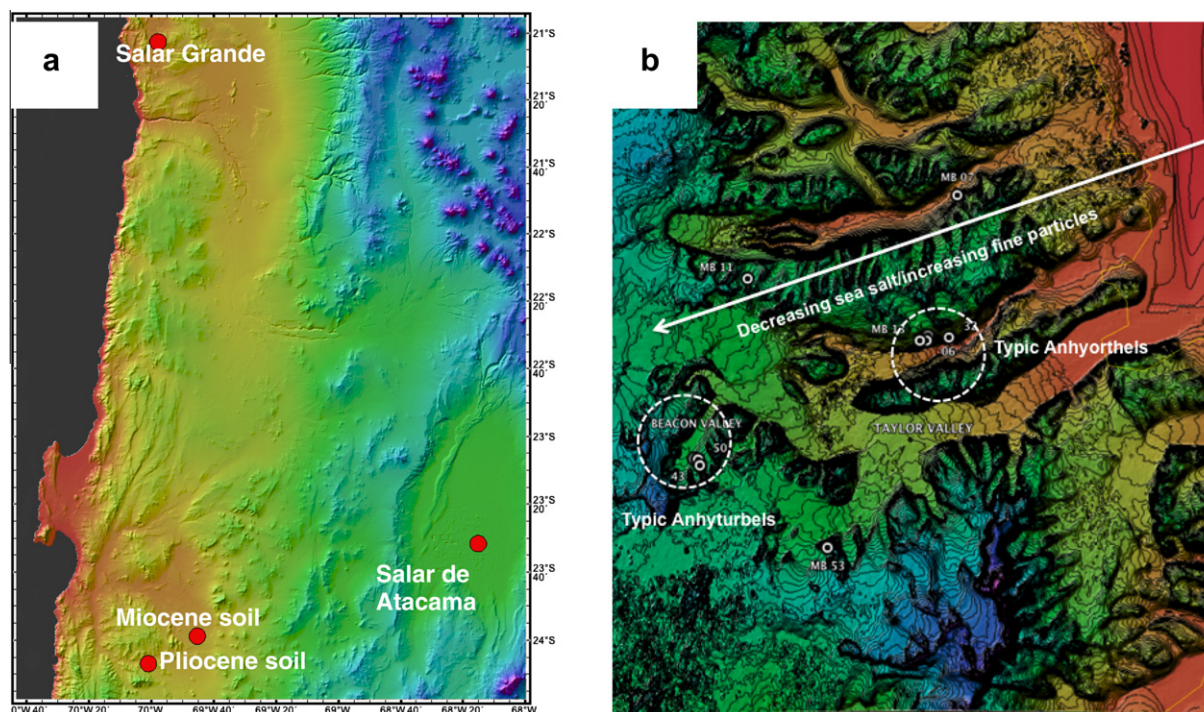 a
Salar Grande
Salar de
Atacama
Miocene soil
Pliocene soil
21°S
21°S
20'
21°S
40'
22°S
22°S
20'
22°S
40'
23°S
23°S
20'
23°S
40'
24°S
0°W 40'
70°W 20'
70°W
69°W 40'
69°W 20'
69°W
68°W 40'
68°W 20'
68°W
b
MB 07
MB 11
Decreasing sea salt/increasing fine particles
MB 13
06
Typic Anhyorthels
BEACON VALLEY
50
43
TAYLOR VALLEY
Typic Anhyturbels
MB 53